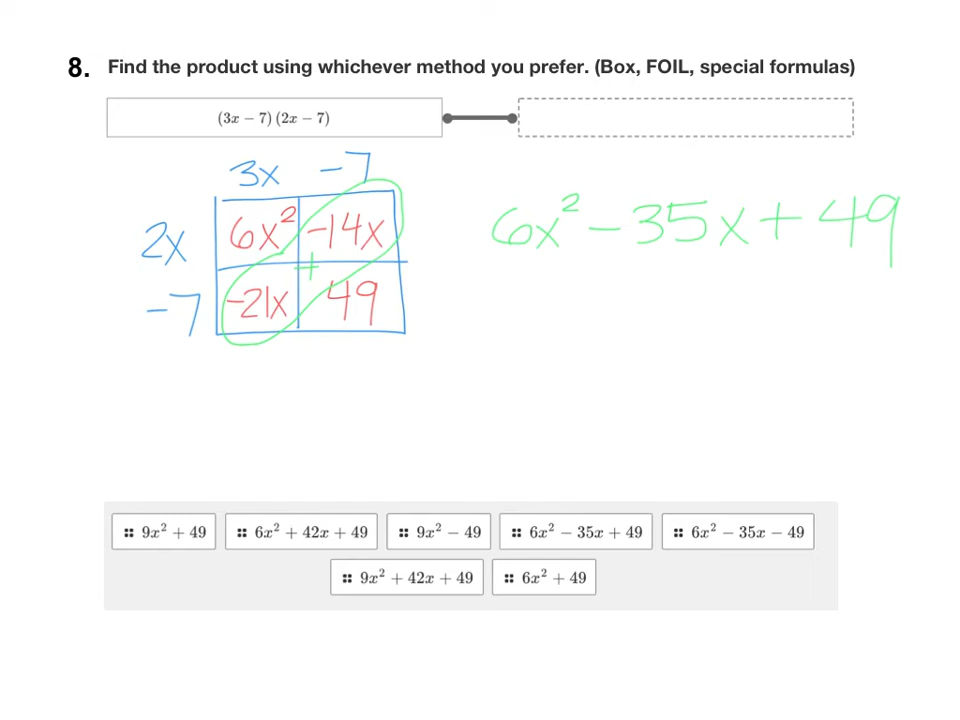 8. Find the product using whichever method you prefer. (Box, FOIL, special formulas)
(3x − 7) (2x − 7)
3x −7
2x 6x² −14x
+
−7 −21x 49
6x² − 35x + 49
9x² + 49 6x² + 42x + 49 9x² − 49 6x² − 35x + 49 6x² − 35x − 49
9x² + 42x + 49 6x² + 49